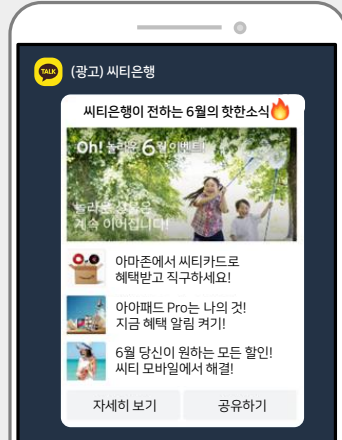 TALK
(광고) 씨티은행
씨티은행이 전하는 6월의 핫한소식🔥
Oh! 놀라운 6월이벤트!
놀라운 상품은
계속 이어집니다!
아마존에서 씨티카드로
혜택받고 직구하세요!
아아패드 Pro는 나의 것!
지금 혜택 알림 켜기!
6월 당신이 원하는 모든 할인!
씨티 모바일에서 해결!
자세히 보기
공유하기